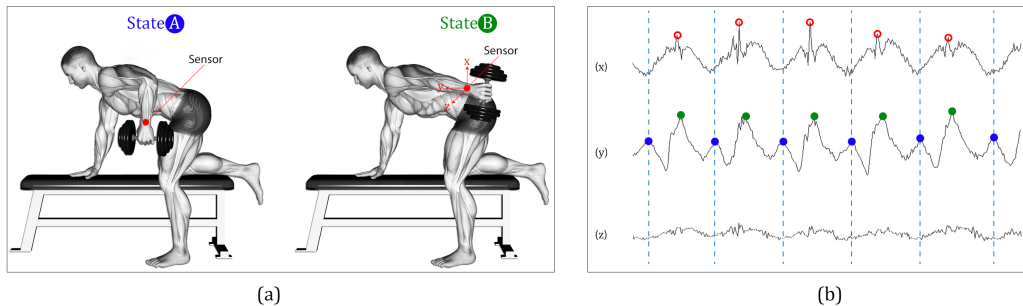 State A
State B
Sensor
Sensor
x
y
z
(x)
(y)
(z)
(a)
(b)